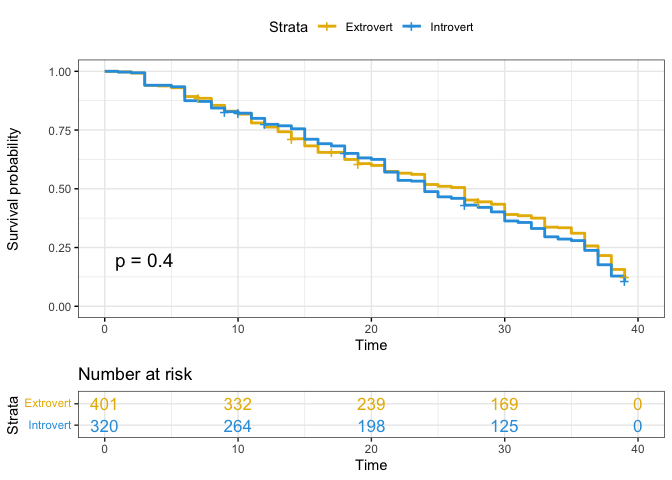 Strata Extrovert Introvert
Survival probability
1.00
0.75
0.50
0.25
0.00
p = 0.4
0 10 20 30 40
Time
Number at risk
Strata
Extrovert 401 332 239 169 0
Introvert 320 264 198 125 0
0 10 20 30 40
Time